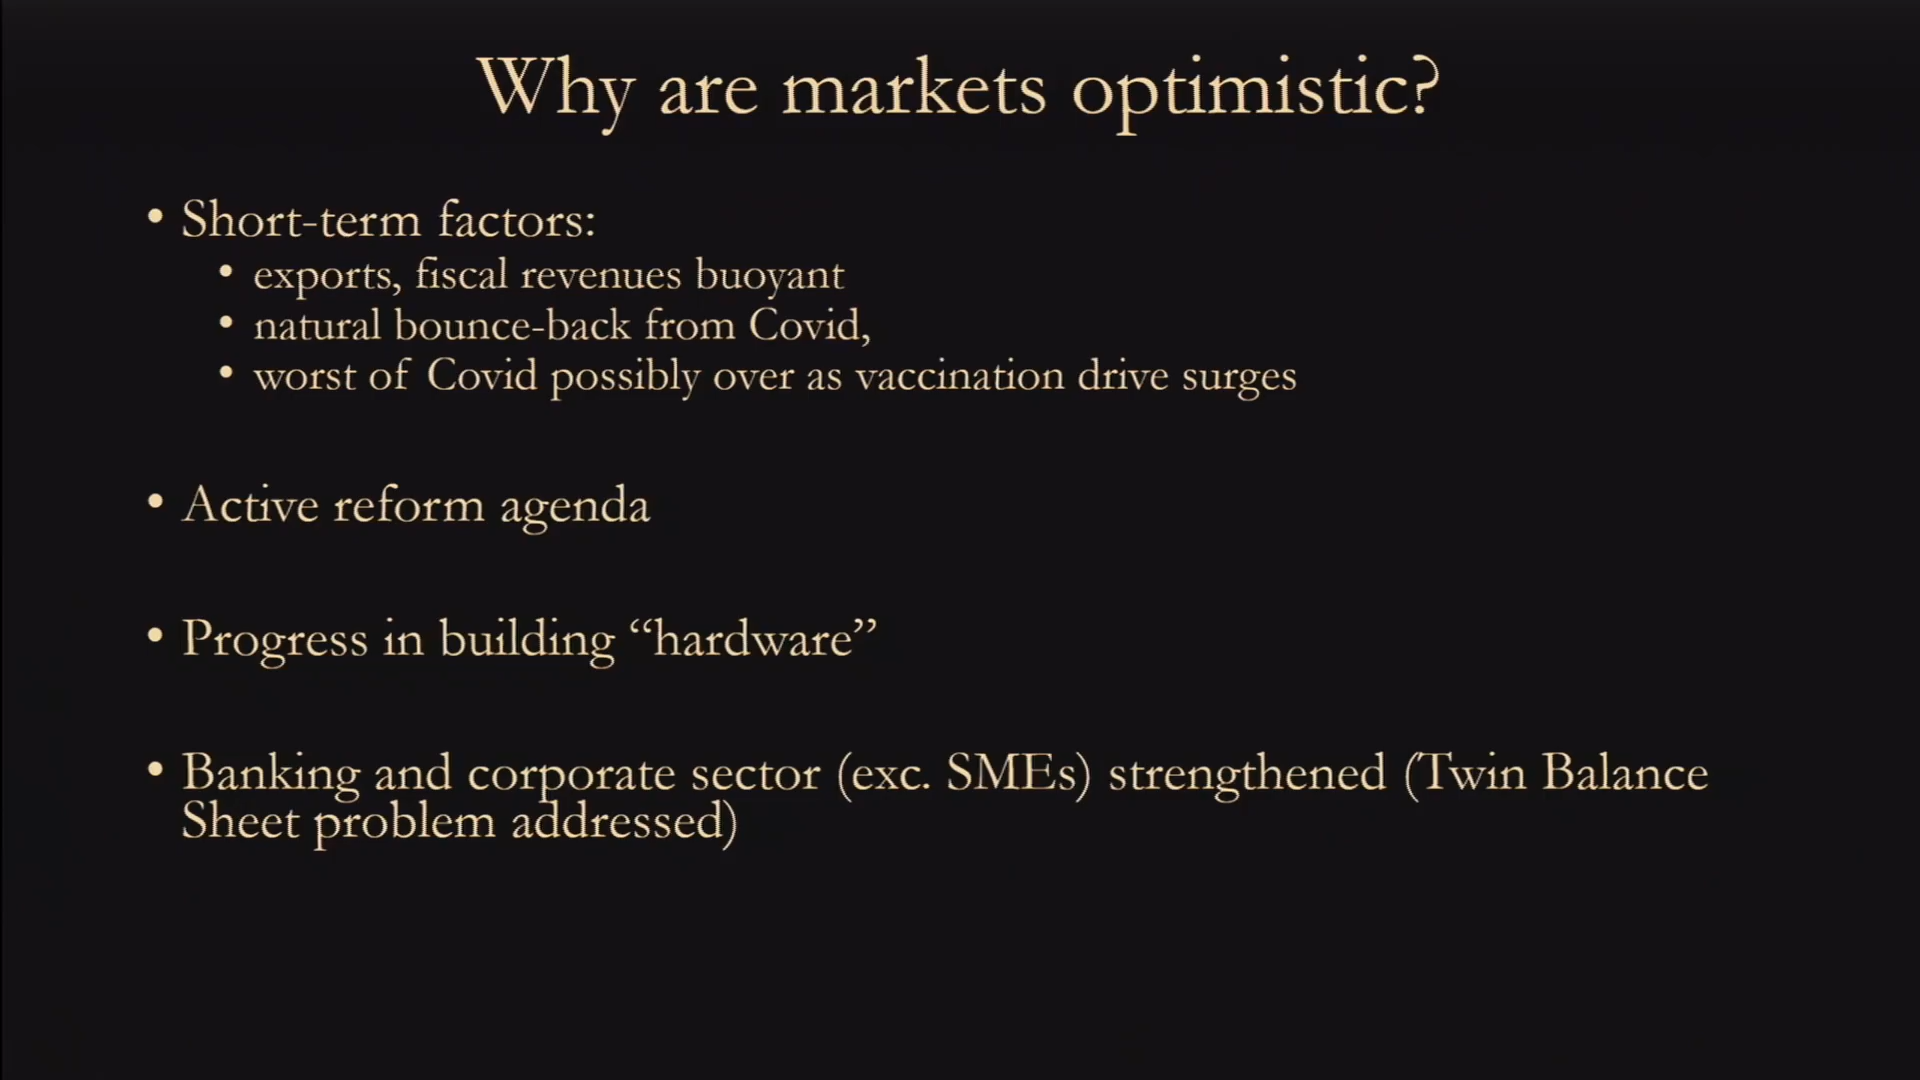 Why are markets optimistic?
• Short-term factors:
• exports, fiscal revenues buoyant
• natural bounce-back from Covid,
• worst of Covid possibly over as vaccination drive surges
• Active reform agenda
• Progress in building “hardware”
• Banking and corporate sector (exc. SMEs) strengthened (Twin Balance
Sheet problem addressed)